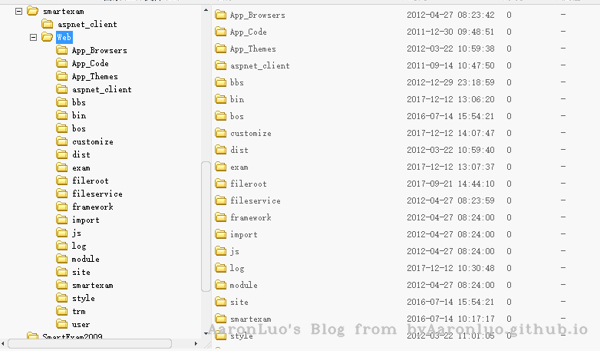 smartexam
aspnet_client
Web
App_Browsers
App_Code
App_Themes
aspnet_client
bbs
bin
bos
customize
dist
exam
fileroot
fileservice
framework
import
js
log
module
site
smartexam
style
trm
user
SmartExam2009
App_Browsers 2012-04-27 08:23:42 0 -
App_Code 2011-12-30 09:48:51 0 -
App_Themes 2012-03-22 10:59:38 0 -
aspnet_client 2011-09-14 10:47:50 0 -
bbs 2012-12-29 23:18:59 0 -
bin 2017-12-12 13:06:20 0 -
bos 2016-07-14 15:54:21 0 -
customize 2017-12-12 14:07:47 0 -
dist 2012-03-22 10:59:40 0 -
exam 2017-12-12 13:07:37 0 -
fileroot 2017-09-21 14:44:10 0 -
fileservice 2012-04-27 08:23:59 0 -
framework 2012-04-27 08:24:00 0 -
import 2012-04-27 08:24:00 0 -
js 2012-04-27 08:24:00 0 -
log 2017-12-12 10:30:48 0 -
module 2012-04-27 08:24:00 0 -
site 2016-07-14 15:54:21 0 -
smartexam 2016-07-14 10:17:17 0 -
AaronLuo's Blog from byAaronluo.github.io
style 2012-03-22 11:01:05 0 -